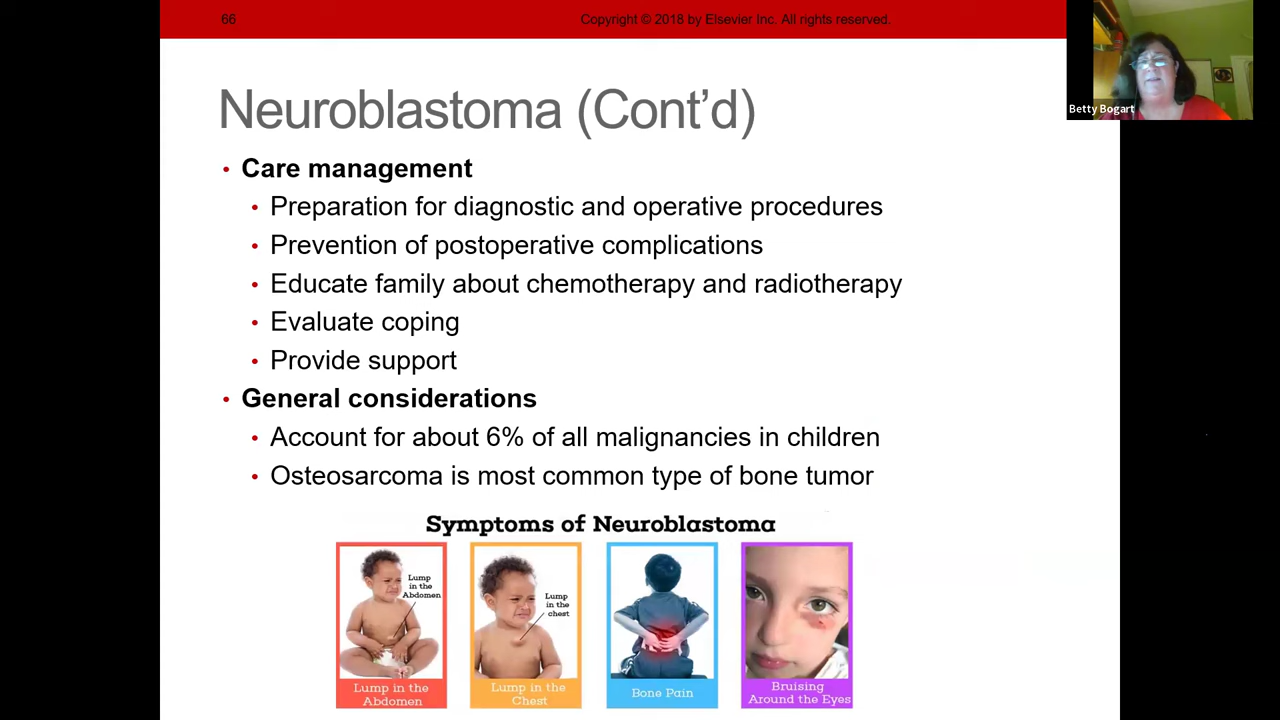 66
Copyright © 2018 by Elsevier Inc. All rights reserved.
Betty Bogart
Neuroblastoma (Cont’d)
• Care management
• Preparation for diagnostic and operative procedures
• Prevention of postoperative complications
• Educate family about chemotherapy and radiotherapy
• Evaluate coping
• Provide support
• General considerations
• Account for about 6% of all malignancies in children
• Osteosarcoma is most common type of bone tumor
Symptoms of Neuroblastoma
Lump
in the
Abdomen
Lump in the
Abdomen
Lump
in the
chest
Lump in the
Chest
Bone Pain
Bruising
Around the Eyes